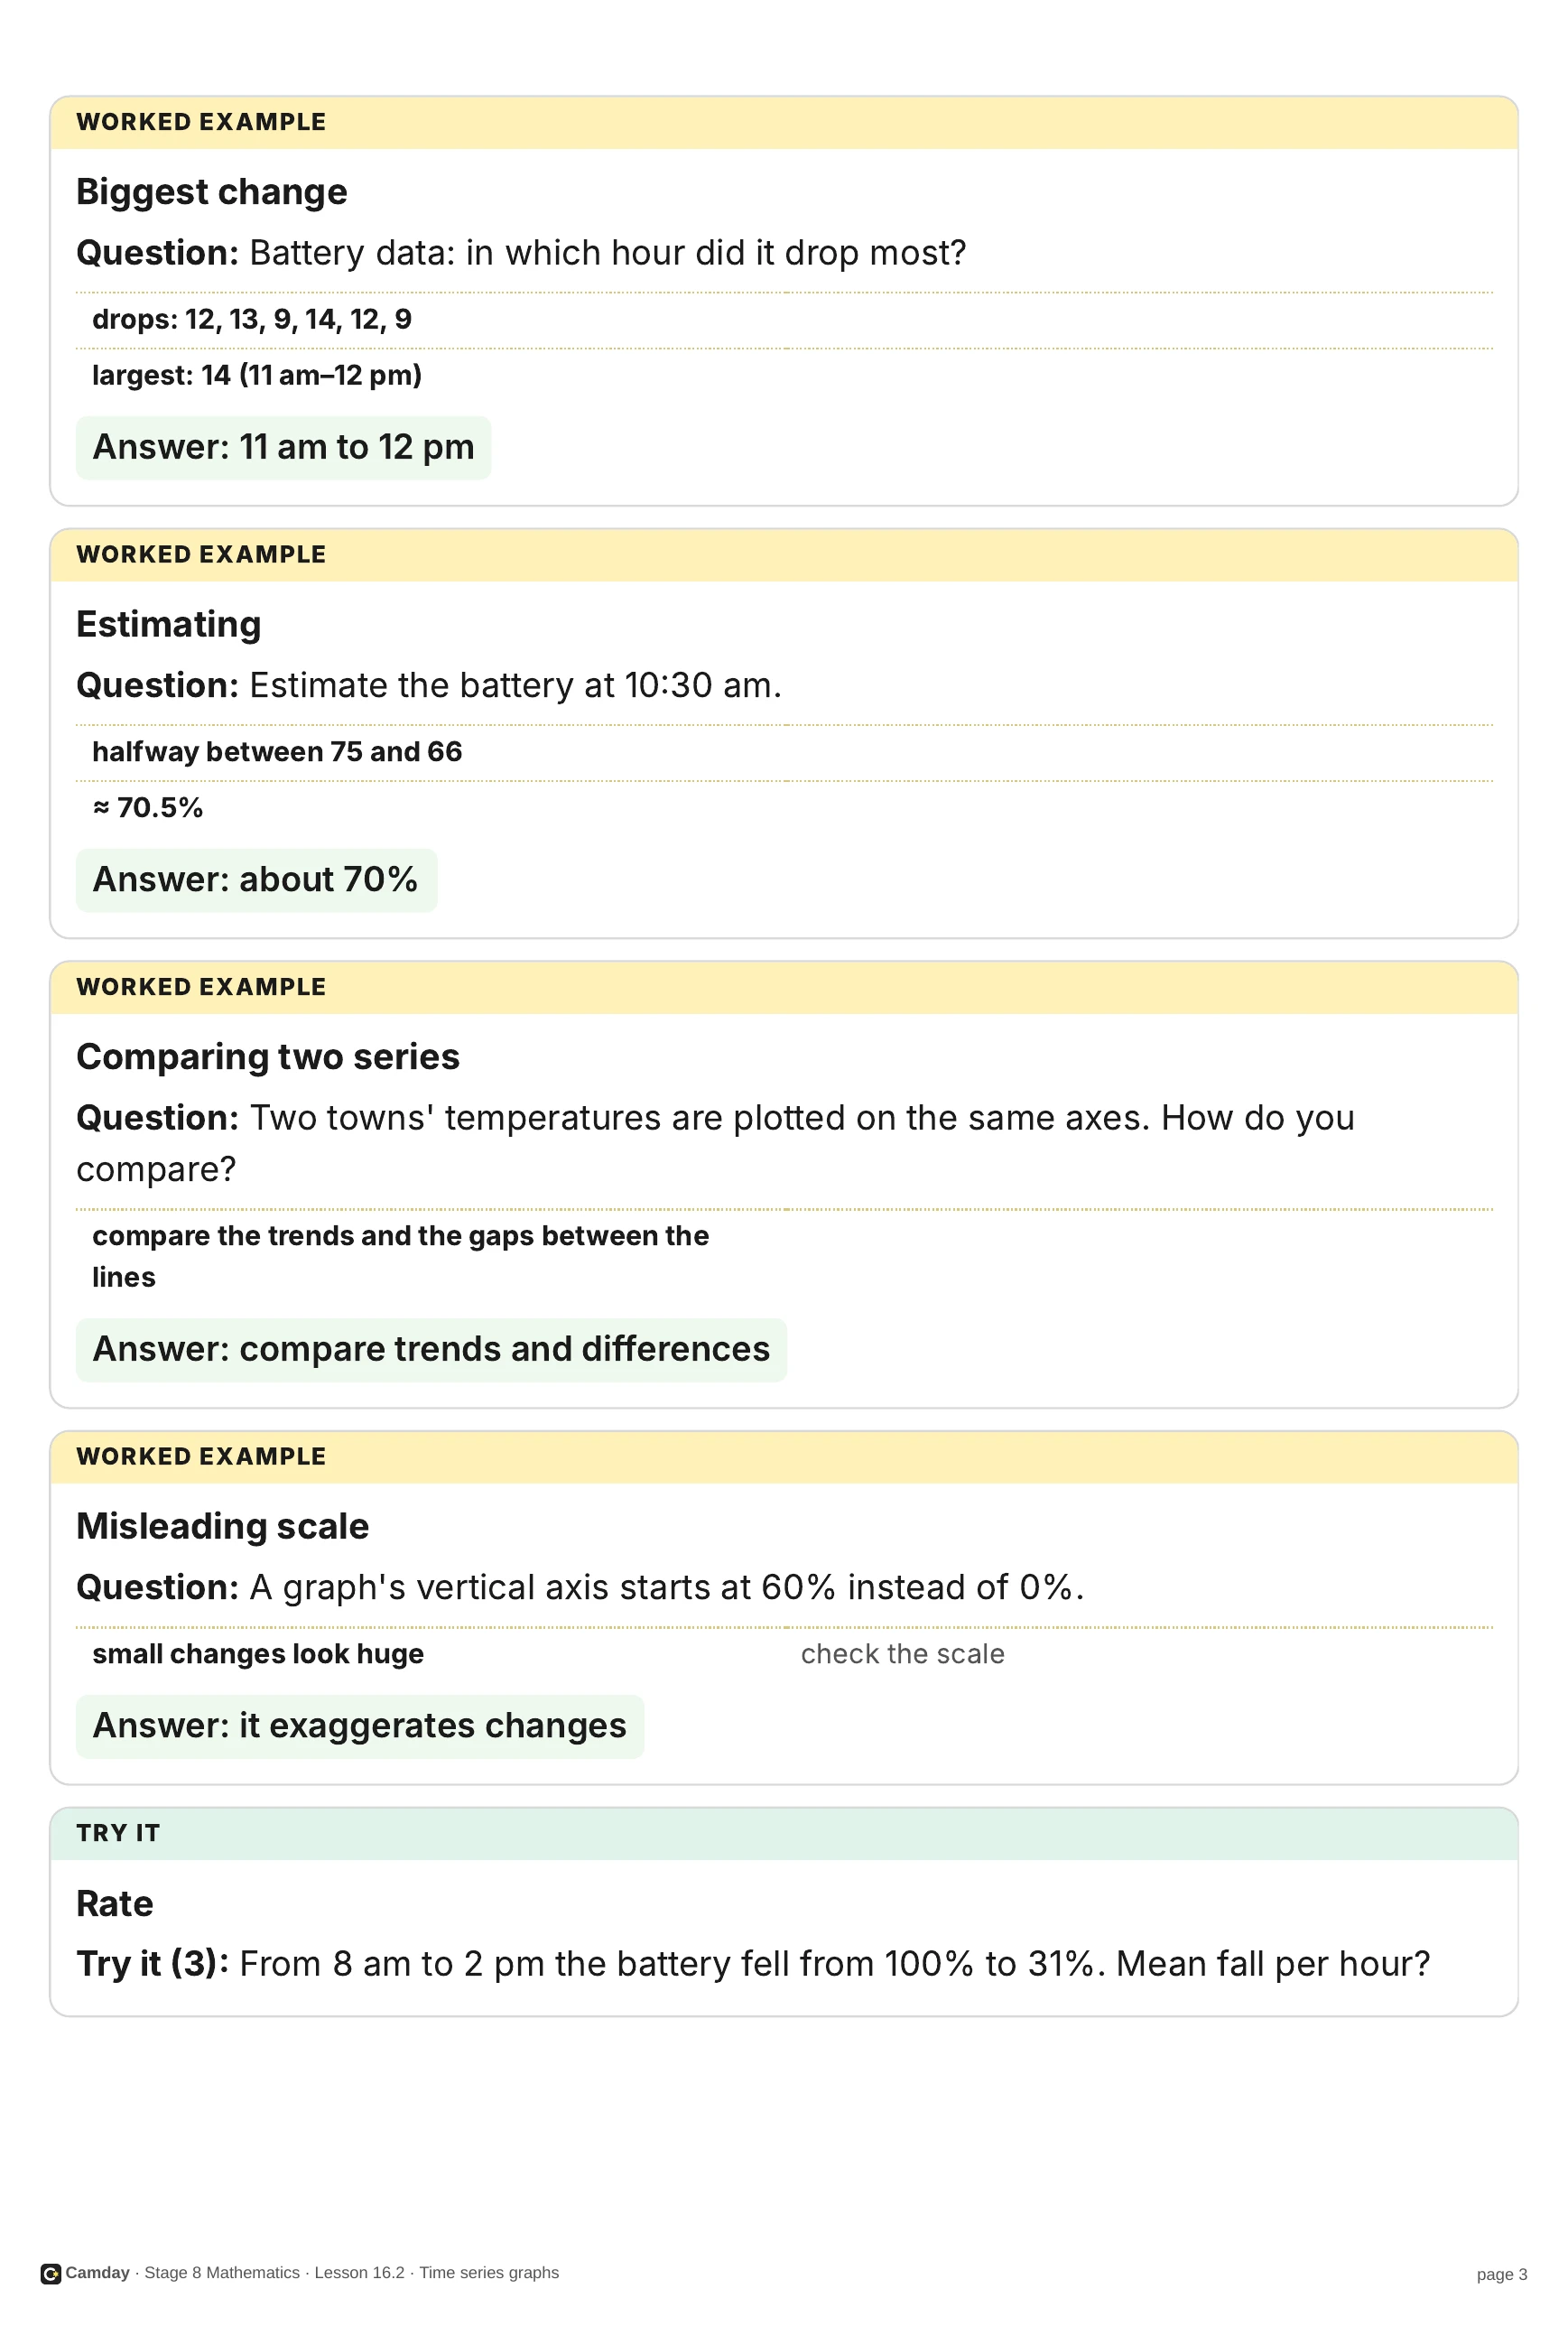 WORKED EXAMPLE
Biggest change
Question: Battery data: in which hour did it drop most?
drops: 12, 13, 9, 14, 12, 9
largest: 14 (11 am–12 pm)
Answer: 11 am to 12 pm
WORKED EXAMPLE
Estimating
Question: Estimate the battery at 10:30 am.
halfway between 75 and 66
≈ 70.5%
Answer: about 70%
WORKED EXAMPLE
Comparing two series
Question: Two towns' temperatures are plotted on the same axes. How do you
compare?
compare the trends and the gaps between the
lines
Answer: compare trends and differences
WORKED EXAMPLE
Misleading scale
Question: A graph's vertical axis starts at 60% instead of 0%.
small changes look huge check the scale
Answer: it exaggerates changes
TRY IT
Rate
Try it (3): From 8 am to 2 pm the battery fell from 100% to 31%. Mean fall per hour?
Camday · Stage 8 Mathematics · Lesson 16.2 · Time series graphs page 3